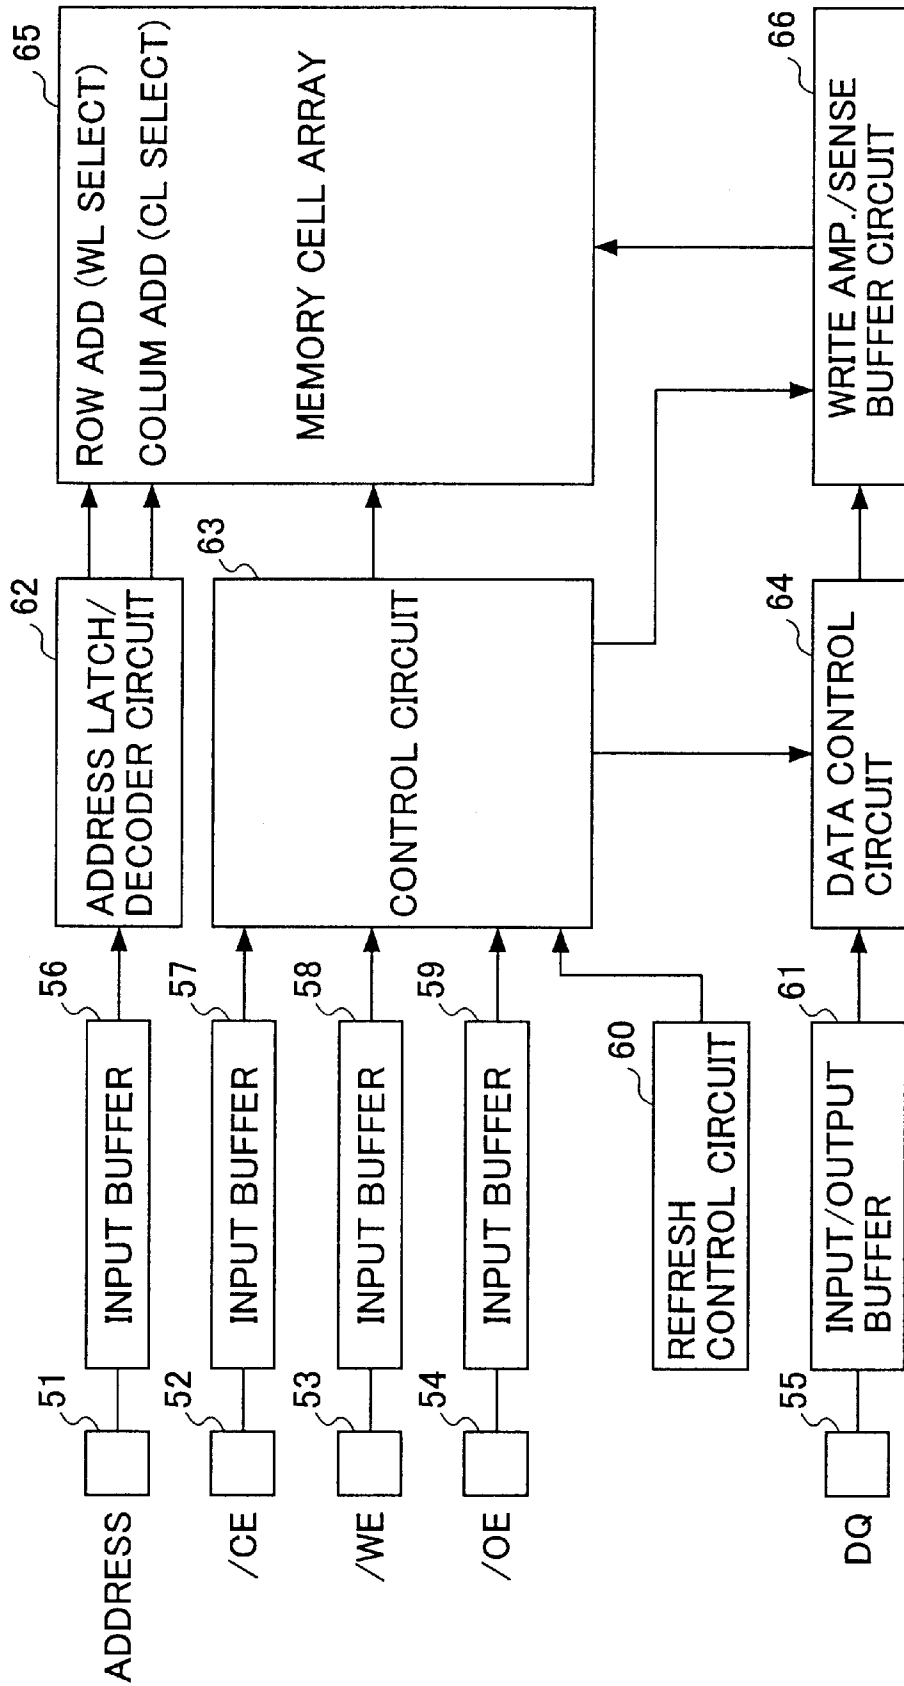 ADDRESS
51
INPUT BUFFER
56
ADDRESS LATCH/
DECODER CIRCUIT
62
ROW ADD (WL SELECT)
COLUM ADD (CL SELECT)
MEMORY CELL ARRAY
65
/CE
52
INPUT BUFFER
57
CONTROL CIRCUIT
63
/WE
53
INPUT BUFFER
58
/OE
54
INPUT BUFFER
59
REFRESH
CONTROL CIRCUIT
60
DQ
55
INPUT/OUTPUT
BUFFER
61
DATA CONTROL
CIRCUIT
64
WRITE AMP./SENSE
BUFFER CIRCUIT
66